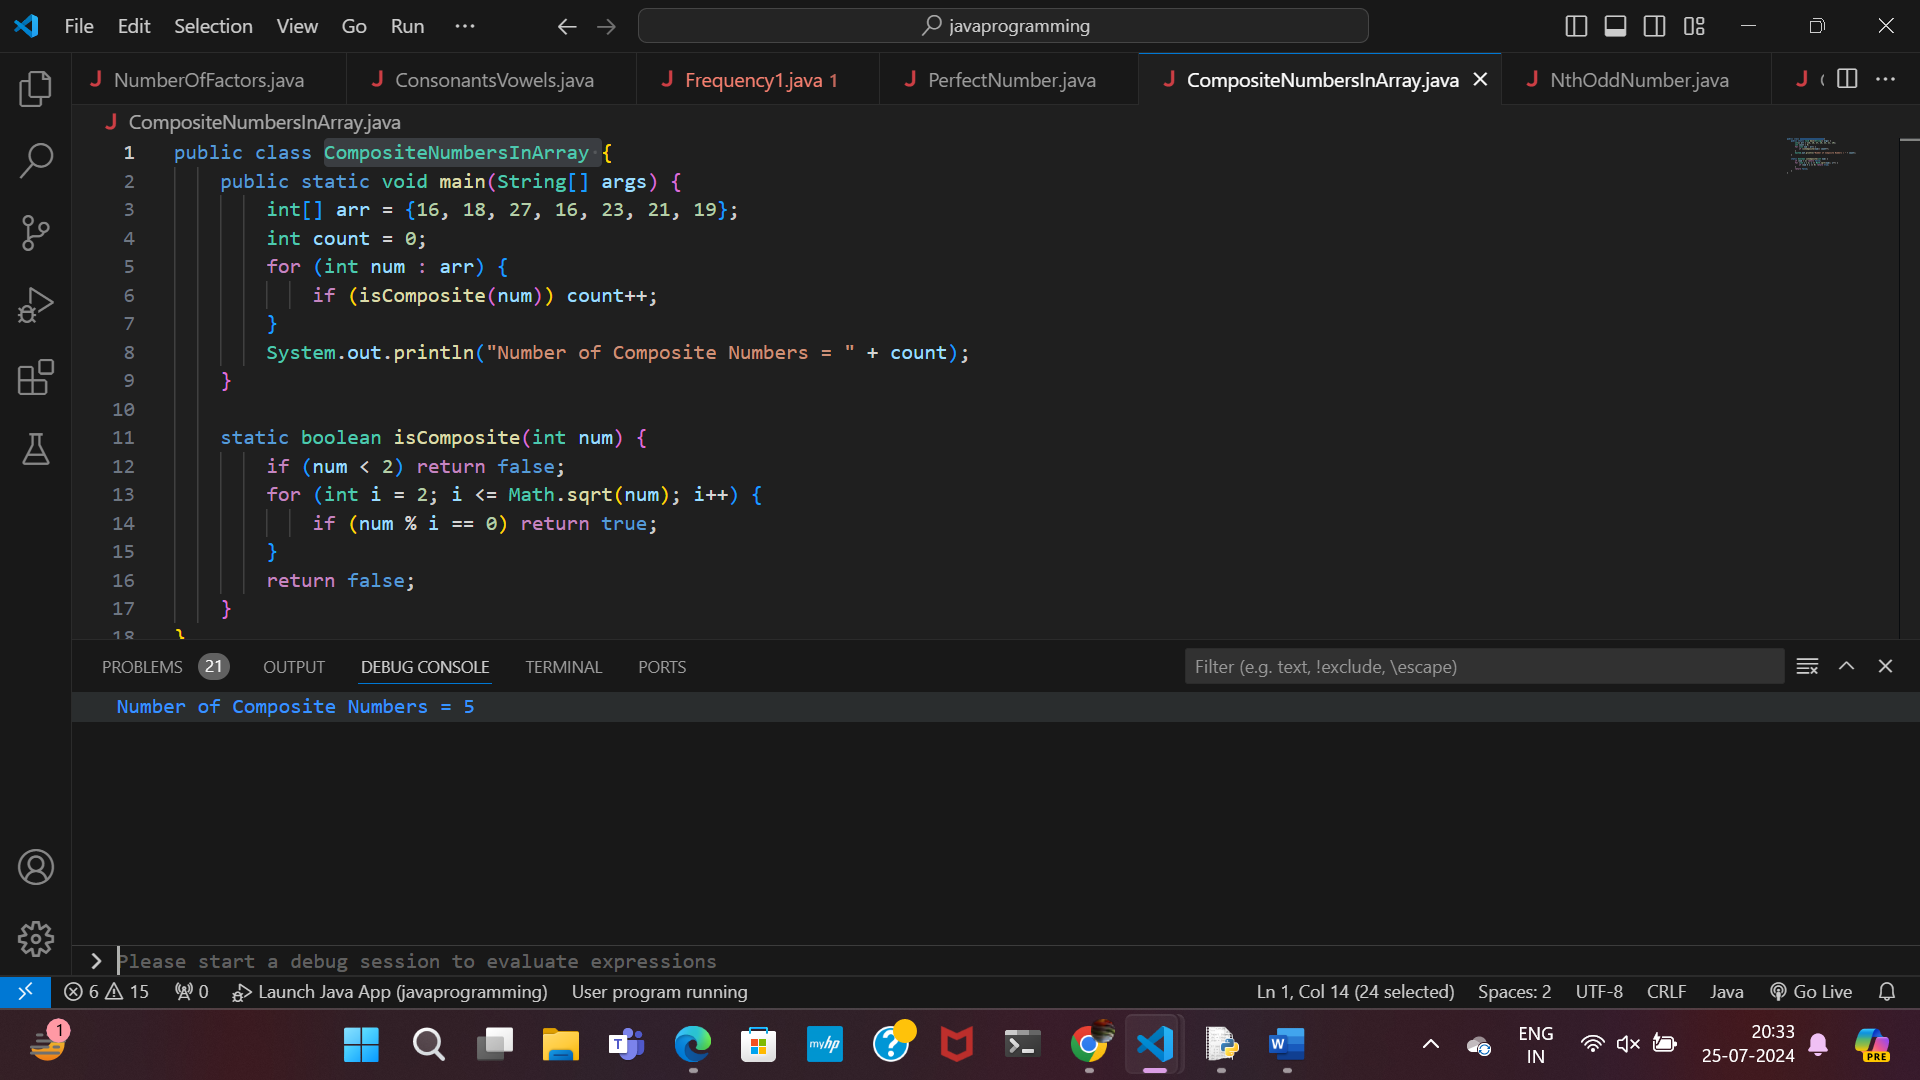 File Edit Selection View Go Run ··· javaprogramming
NumberOfFactors.java ConsonantsVowels.java Frequency1.java 1 PerfectNumber.java CompositeNumbersInArray.java NthOddNumber.java
CompositeNumbersInArray.java
1 public class CompositeNumbersInArray {
2 public static void main(String[] args) {
3 int[] arr = {16, 18, 27, 16, 23, 21, 19};
4 int count = 0;
5 for (int num : arr) {
6 if (isComposite(num)) count++;
7 }
8 System.out.println("Number of Composite Numbers = " + count);
9 }
10
11 static boolean isComposite(int num) {
12 if (num < 2) return false;
13 for (int i = 2; i <= Math.sqrt(num); i++) {
14 if (num % i == 0) return true;
15 }
16 return false;
17 }
18 }
PROBLEMS 21 OUTPUT DEBUG CONSOLE TERMINAL PORTS Filter (e.g. text, !exclude, \escape)
Number of Composite Numbers = 5
Please start a debug session to evaluate expressions
6 15 0 Launch Java App (javaprogramming) User program running Ln 1, Col 14 (24 selected) Spaces: 2 UTF-8 CRLF Java Go Live
1 myhp ENG 20:33
IN 25-07-2024 PRE